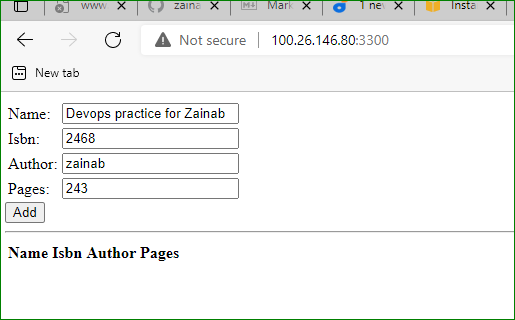 www
zaina
Mark
1 new
Insta
Not secure 100.26.146.80:3300
New tab
Name: Devops practice for Zainab
Isbn: 2468
Author: zainab
Pages: 243
Add
Name Isbn Author Pages